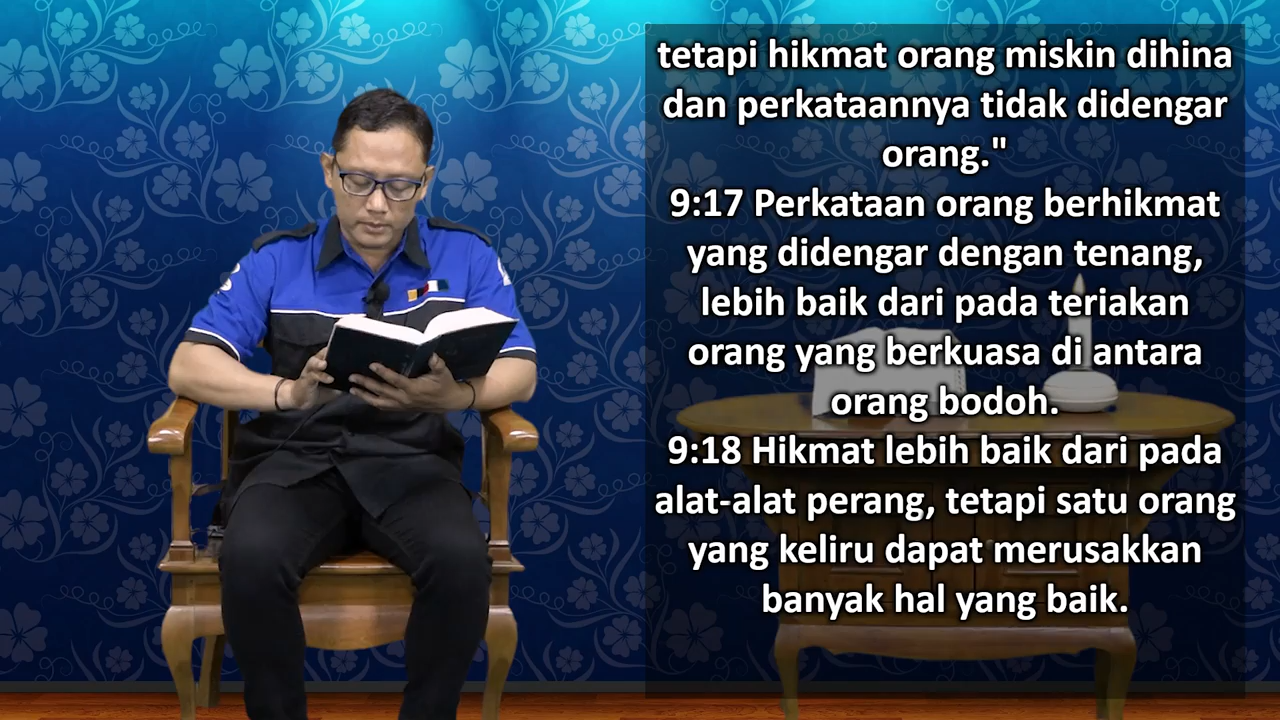 tetapi hikmat orang miskin dihina
dan perkataannya tidak didengar
orang."
9:17 Perkataan orang berhikmat
yang didengar dengan tenang,
lebih baik dari pada teriakan
orang yang berkuasa di antara
orang bodoh.
9:18 Hikmat lebih baik dari pada
alat-alat perang, tetapi satu orang
yang keliru dapat merusakkan
banyak hal yang baik.